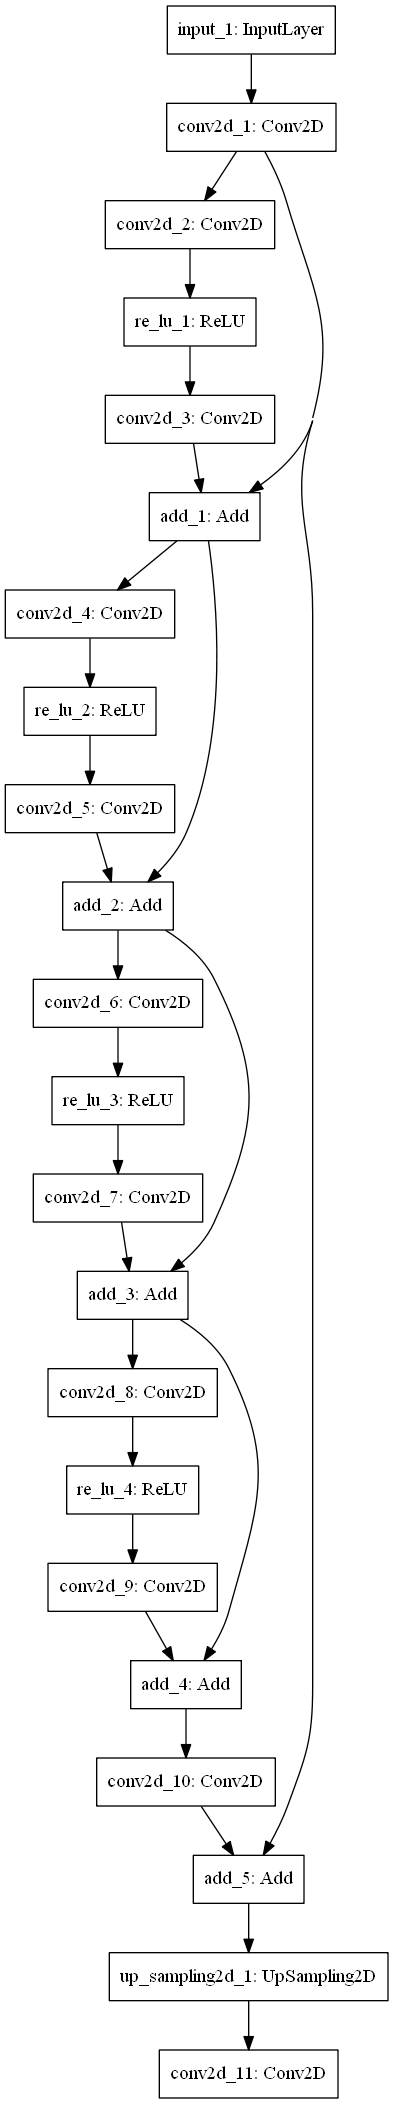 input_1: InputLayer
conv2d_1: Conv2D
conv2d_2: Conv2D
re_lu_1: ReLU
conv2d_3: Conv2D
add_1: Add
conv2d_4: Conv2D
re_lu_2: ReLU
conv2d_5: Conv2D
add_2: Add
conv2d_6: Conv2D
re_lu_3: ReLU
conv2d_7: Conv2D
add_3: Add
conv2d_8: Conv2D
re_lu_4: ReLU
conv2d_9: Conv2D
add_4: Add
conv2d_10: Conv2D
add_5: Add
up_sampling2d_1: UpSampling2D
conv2d_11: Conv2D